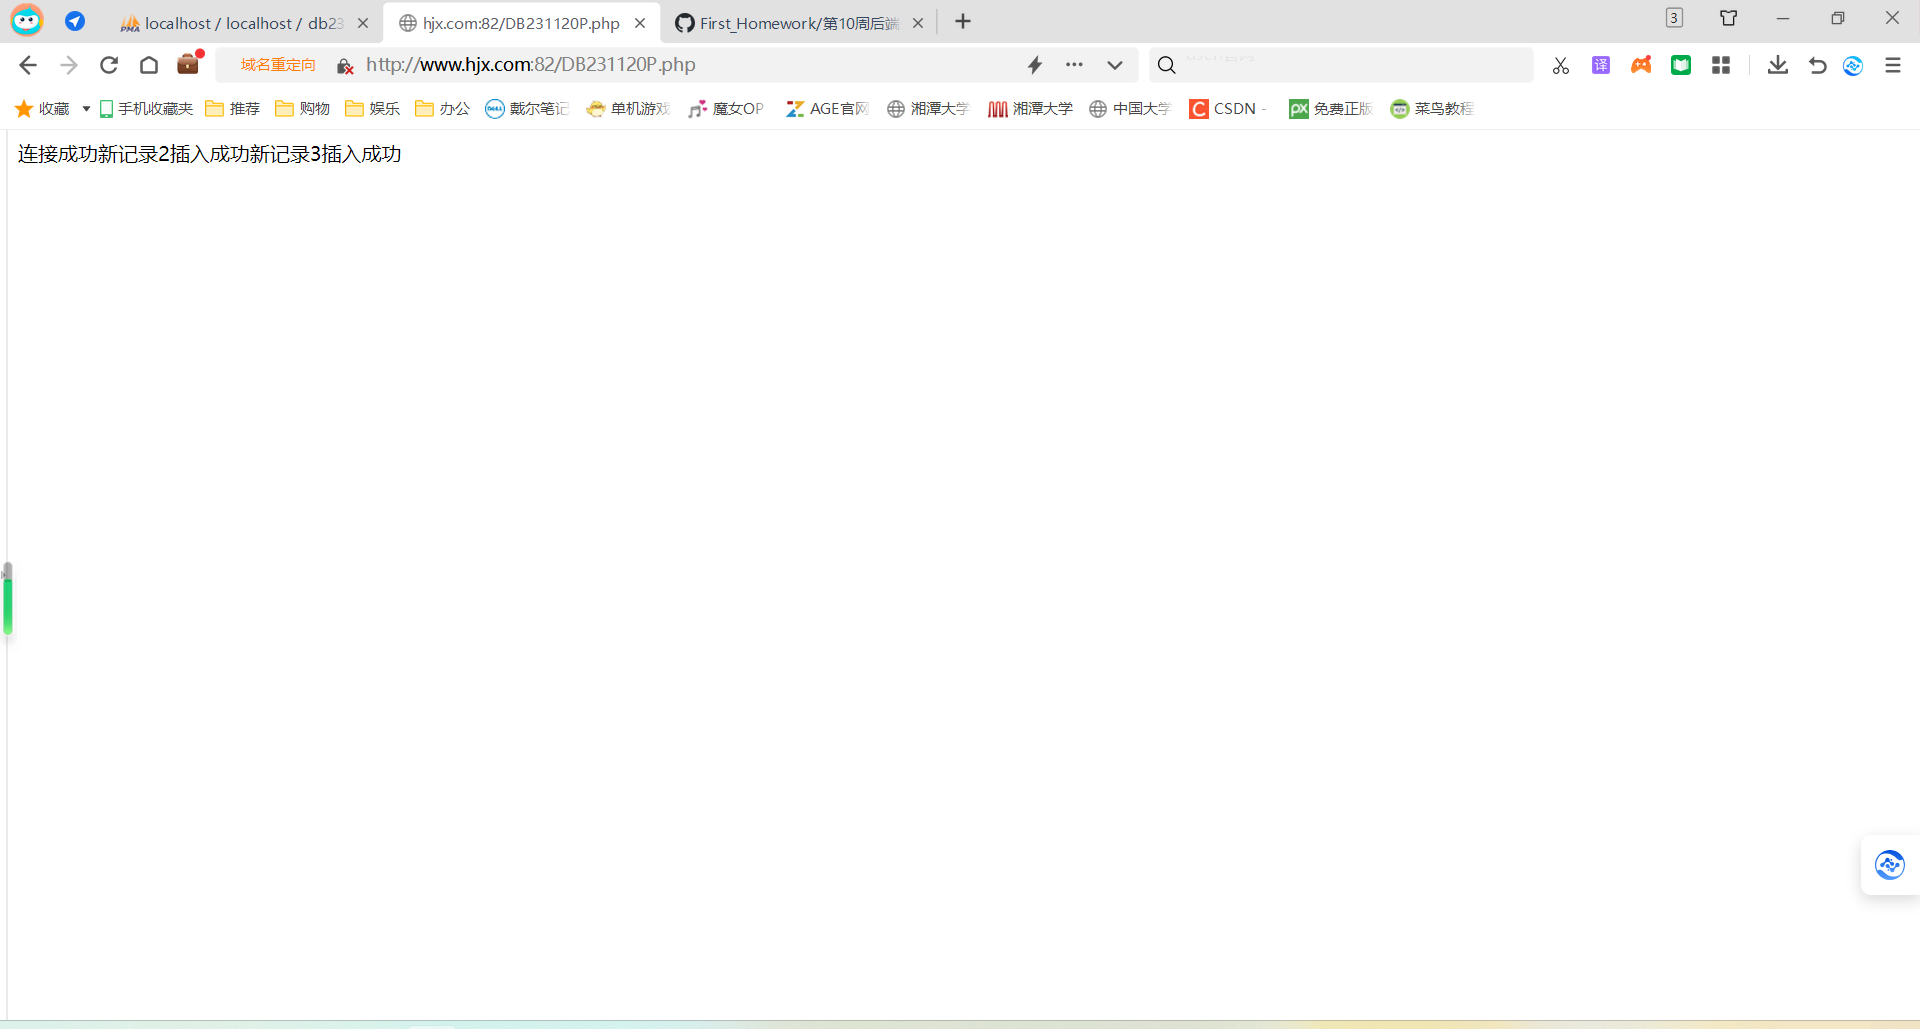 localhost / localhost / db23
hjx.com:82/DB231120P.php
First_Homework/第10周后端
3
域名重定向
http://www.hjx.com:82/DB231120P.php
译
收藏
手机收藏夹
推荐
购物
娱乐
办公
戴尔笔记
单机游戏
魔女OP
AGE官网
湘潭大学
湘潭大学
中国大学
CSDN -
免费正版
菜鸟教程
连接成功新记录2插入成功新记录3插入成功